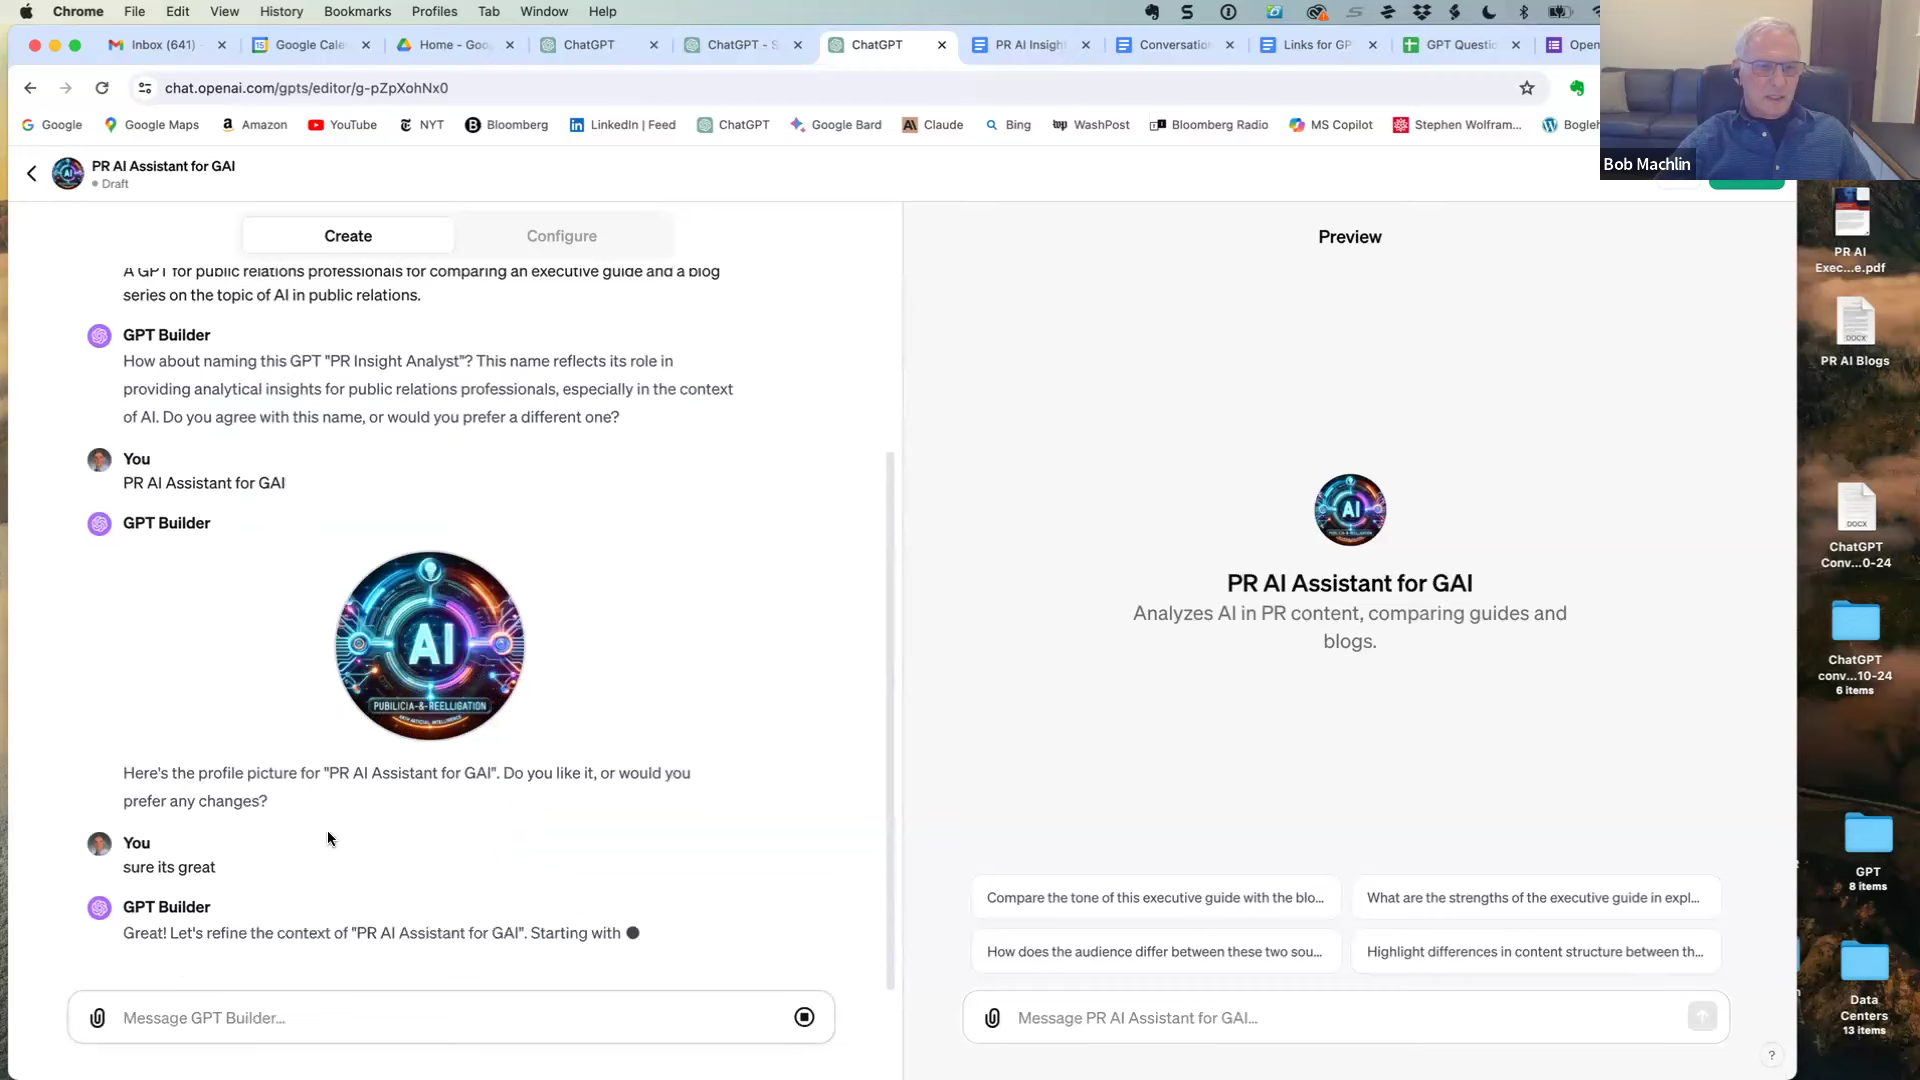 Chrome File Edit View History Bookmarks Profiles Tab Window Help
Inbox (641)
Google Cale
Home - Goo
ChatGPT
ChatGPT - S
ChatGPT
PR AI Insigh
Conversatio
Links for GP
GPT Questio
Open
chat.openai.com/gpts/editor/g-pZpXohNx0
Google
Google Maps
Amazon
YouTube
NYT
Bloomberg
LinkedIn | Feed
ChatGPT
Google Bard
Claude
Bing
WashPost
Bloomberg Radio
MS Copilot
Stephen Wolfram...
Bogleh
Bob Machlin
PR AI Assistant for GAI
Draft
Create
Configure
A GPT for public relations professionals for comparing an executive guide and a blog
series on the topic of AI in public relations.
GPT Builder
How about naming this GPT "PR Insight Analyst"? This name reflects its role in
providing analytical insights for public relations professionals, especially in the context
of AI. Do you agree with this name, or would you prefer a different one?
You
PR AI Assistant for GAI
GPT Builder
AI
PUBILICIA-&-REELLIGATION
Here's the profile picture for "PR AI Assistant for GAI". Do you like it, or would you
prefer any changes?
You
sure its great
GPT Builder
Great! Let's refine the context of "PR AI Assistant for GAI". Starting with
Message GPT Builder...
Preview
AI
PR AI Assistant for GAI
Analyzes AI in PR content, comparing guides and
blogs.
Compare the tone of this executive guide with the blo...
What are the strengths of the executive guide in expl...
How does the audience differ between these two sou...
Highlight differences in content structure between th...
Message PR AI Assistant for GAI...
?
PR AI
Exec...e.pdf
DOCX
PR AI Blogs
DOCX
ChatGPT
Conv...0-24
ChatGPT
conv...10-24
6 items
GPT
8 items
Data
Centers
13 items